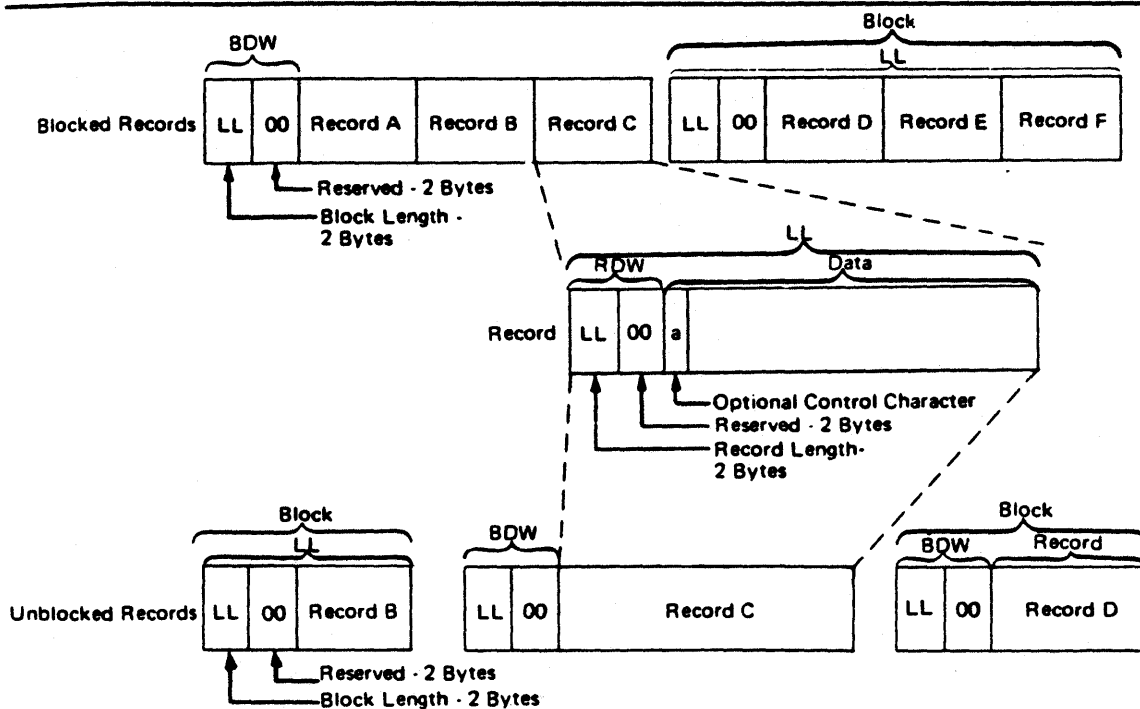 BDW
Block
LL
Blocked Records LL 00 Record A Record B Record C LL 00 Record D Record E Record F
Reserved - 2 Bytes
Block Length -
2 Bytes
LL
RDW Data
Record LL 00 a
Optional Control Character
Reserved - 2 Bytes
Record Length-
2 Bytes
Block
LL
BDW
Block
BDW Record
Unblocked Records LL 00 Record B LL 00 Record C LL 00 Record D
Reserved - 2 Bytes
Block Length - 2 Bytes